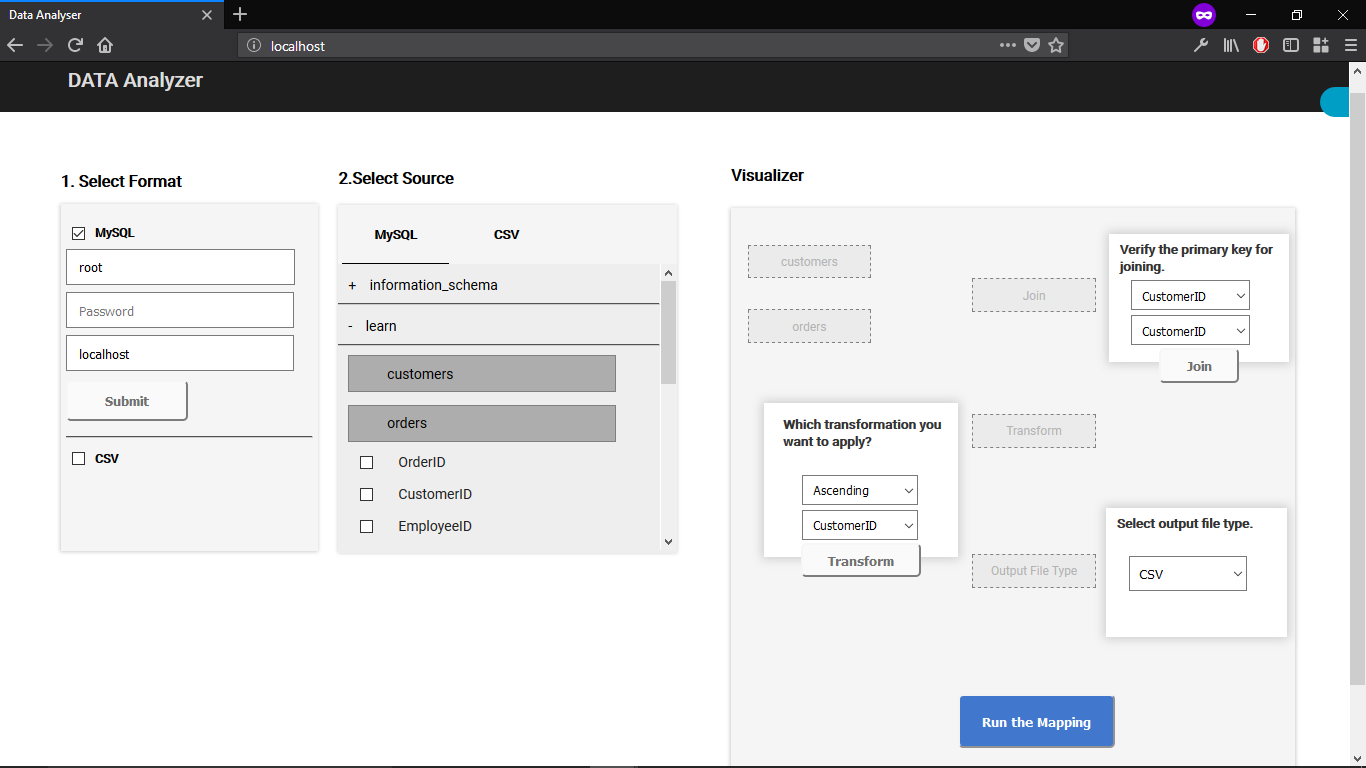 Data Analyser
localhost
DATA Analyzer
1. Select Format
MySQL
root
Password
localhost
Submit
CSV
2.Select Source
MySQL CSV
+ information_schema
- learn
customers
orders
OrderID
CustomerID
EmployeeID
Visualizer
customers
orders
Join
Verify the primary key for
joining.
CustomerID
CustomerID
Join
Which transformation you
want to apply?
Ascending
CustomerID
Transform
Transform
Output File Type
Select output file type.
CSV
Run the Mapping